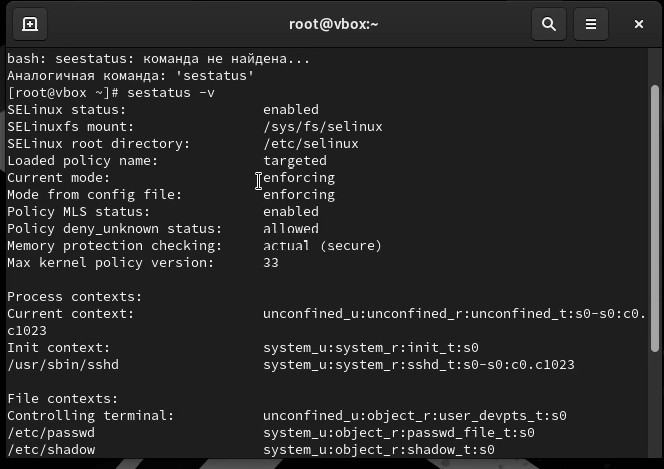 root@vbox:~
bash: seestatus: команда не найдена...
Аналогичная команда: 'sestatus'
[root@vbox ~]# sestatus -v
SELinux status:                 enabled
SELinuxfs mount:                /sys/fs/selinux
SELinux root directory:         /etc/selinux
Loaded policy name:             targeted
Current mode:                   enforcing
Mode from config file:          enforcing
Policy MLS status:              enabled
Policy deny_unknown status:     allowed
Memory protection checking:     actual (secure)
Max kernel policy version:      33
Process contexts:
Current context:                unconfined_u:unconfined_r:unconfined_t:s0-s0:c0.
c1023
Init context:                   system_u:system_r:init_t:s0
/usr/sbin/sshd                  system_u:system_r:sshd_t:s0-s0:c0.c1023
File contexts:
Controlling terminal:           unconfined_u:object_r:user_devpts_t:s0
/etc/passwd                     system_u:object_r:passwd_file_t:s0
/etc/shadow                     system_u:object_r:shadow_t:s0